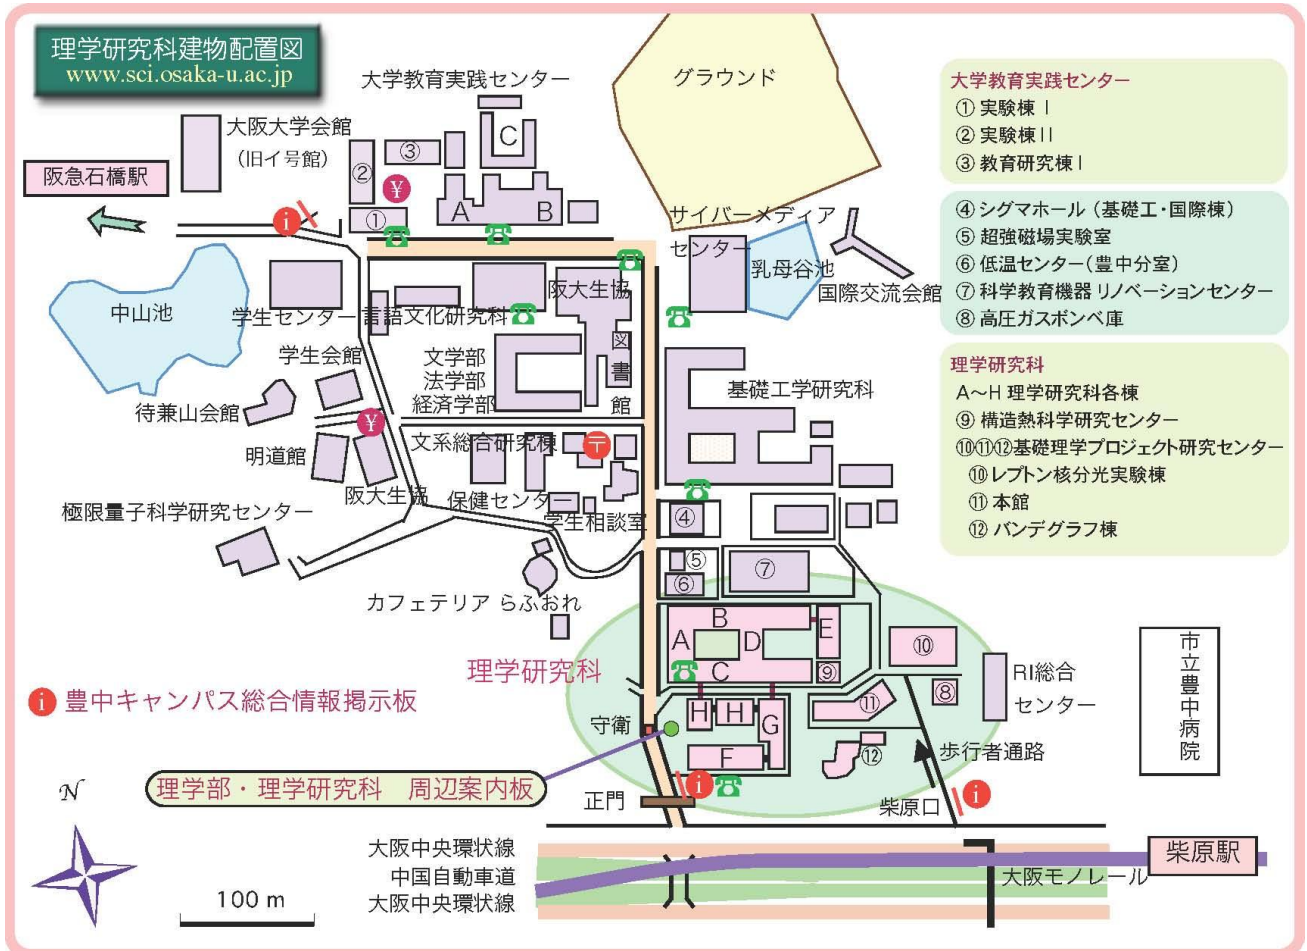 理学研究科建物配置図
www.sci.osaka-u.ac.jp
大学教育実践センター
グラウンド
大阪大学会館
(旧イ号館)
阪急石橋駅
C
③
②
¥
①
A
B
i
サイバーメディア
センター
乳母谷池
国際交流会館
中山池
学生センター
言語文化研究科
阪大生協
図
書
館
学生会館
文学部
法学部
経済学部
基礎工学研究科
待兼山会館
¥
明道館
阪大生協
文系総合研究棟
〒
保健センター
学生相談室
極限量子科学研究センター
④
⑤
⑥
⑦
カフェテリア らふおれ
B
A
D
E
C
⑨
⑩
理学研究科
RI総合
センター
⑧
⑪
H
H
G
F
⑫
守衛
歩行者通路
市立豊中病院
i 豊中キャンパス総合情報掲示板
理学部・理学研究科 周辺案内板
正門
i
柴原口
i
N
100 m
大阪中央環状線
中国自動車道
大阪中央環状線
柴原駅
大阪モノレール
大学教育実践センター
① 実験棟 I
② 実験棟 II
③ 教育研究棟 I
④ シグマホール (基礎工・国際棟)
⑤ 超強磁場実験室
⑥ 低温センター(豊中分室)
⑦ 科学教育機器 リノベーションセンター
⑧ 高圧ガスボンベ庫
理学研究科
A～H 理学研究科各棟
⑨ 構造熱科学研究センター
⑩⑪⑫基礎理学プロジェクト研究センター
⑩ レプトン核分光実験棟
⑪ 本館
⑫ バンデグラフ棟